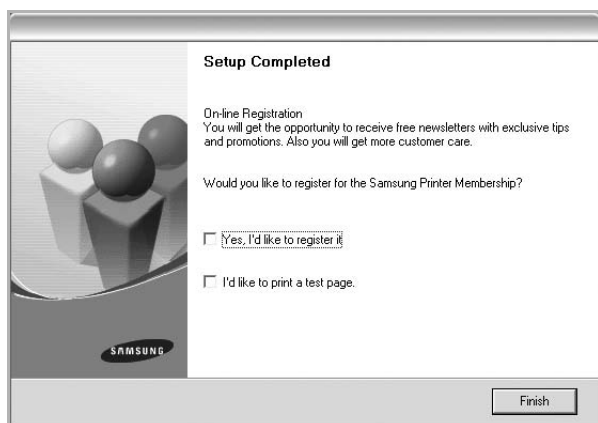 Setup Completed
On-line Registration
You will get the opportunity to receive free newsletters with exclusive tips
and promotions. Also you will get more customer care.
Would you like to register for the Samsung Printer Membership?
Yes, I'd like to register it
I'd like to print a test page.
SAMSUNG
Finish